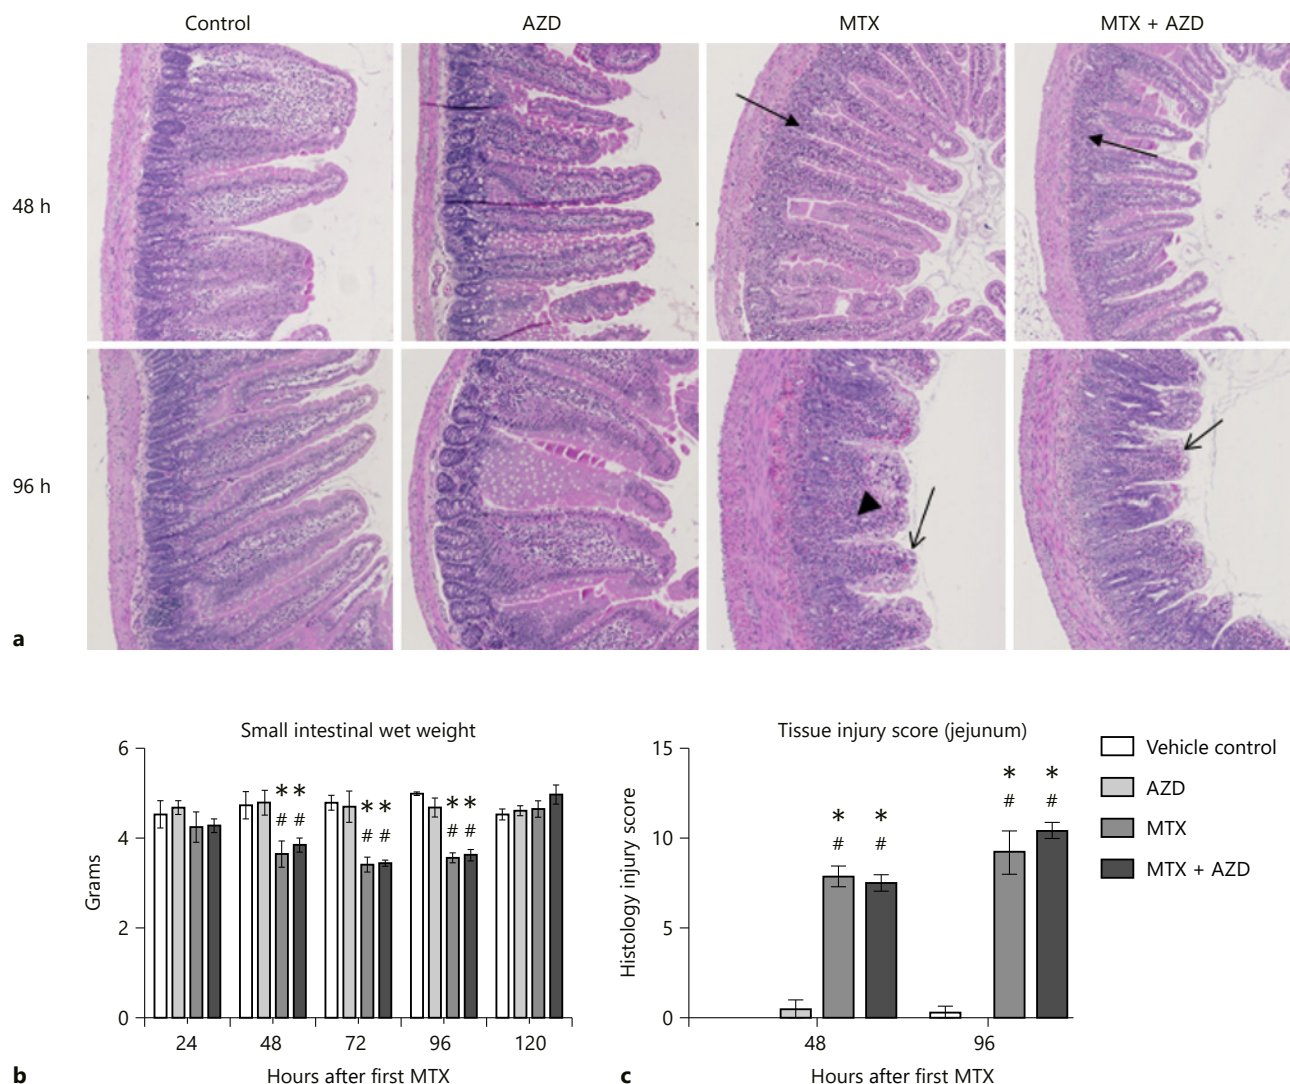 Control AZD MTX MTX + AZD
48 h
96 h
a
Small intestinal wet weight
6
4
2
0
Grams
* * * * * *
# # # # # #
24 48 72 96 120
b Hours after first MTX
Tissue injury score (jejunum)
15
10
5
0
Histology injury score
* * * *
# # # #
48 96
c Hours after first MTX
Vehicle control
AZD
MTX
MTX + AZD